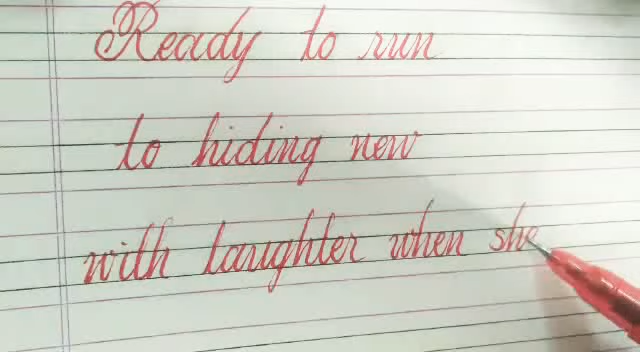 Ready to run
to hiding new
with laughter when she